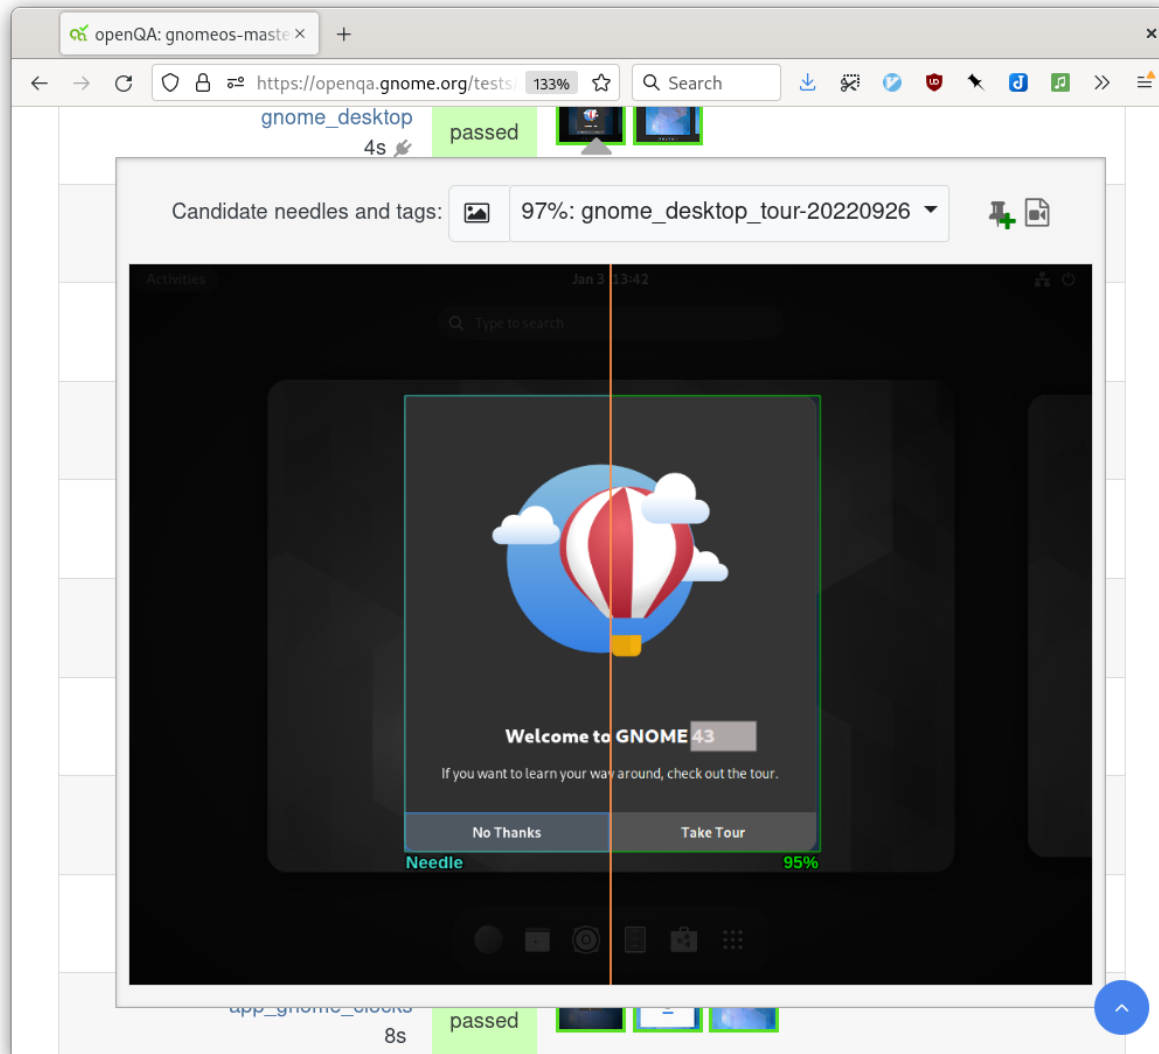 openQA: gnomeos-maste
https://openqa.gnome.org/tests/ 133% Search
gnome_desktop
4s
passed
Candidate needles and tags: 97%: gnome_desktop_tour-20220926
Activities Jan 3 13:42
Type to search
Welcome to GNOME 43
If you want to learn your way around, check out the tour.
No Thanks Take Tour
Needle 95%
app_gnome_clocks
8s
passed